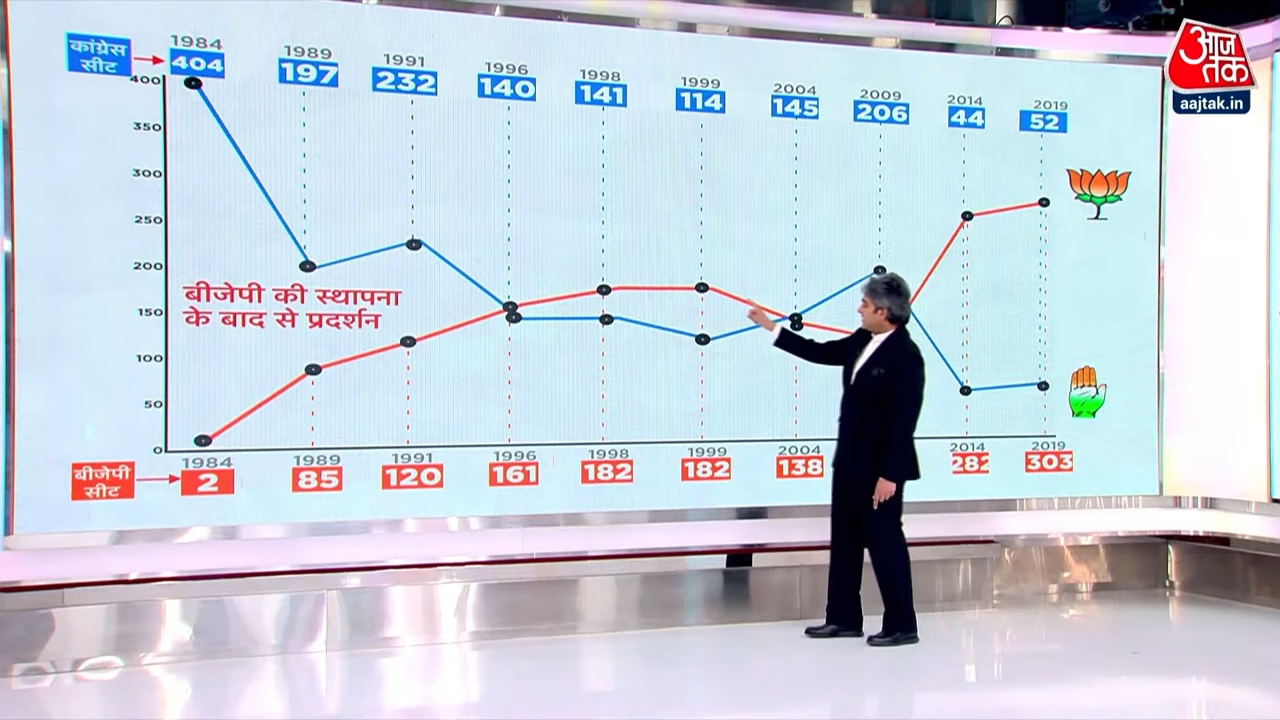 कांग्रेस
सीट
1984 1989 1991 1996 1998 1999 2004 2009 2014 2019
404 197 232 140 141 114 145 206 44 52
400
350
300
250
200
150
100
50
0
बीजेपी की स्थापना
के बाद से प्रदर्शन
बीजेपी
सीट
1984 1989 1991 1996 1998 1999 2004 2014 2019
2 85 120 161 182 182 138 282 303
आज
तक
aajtak.in